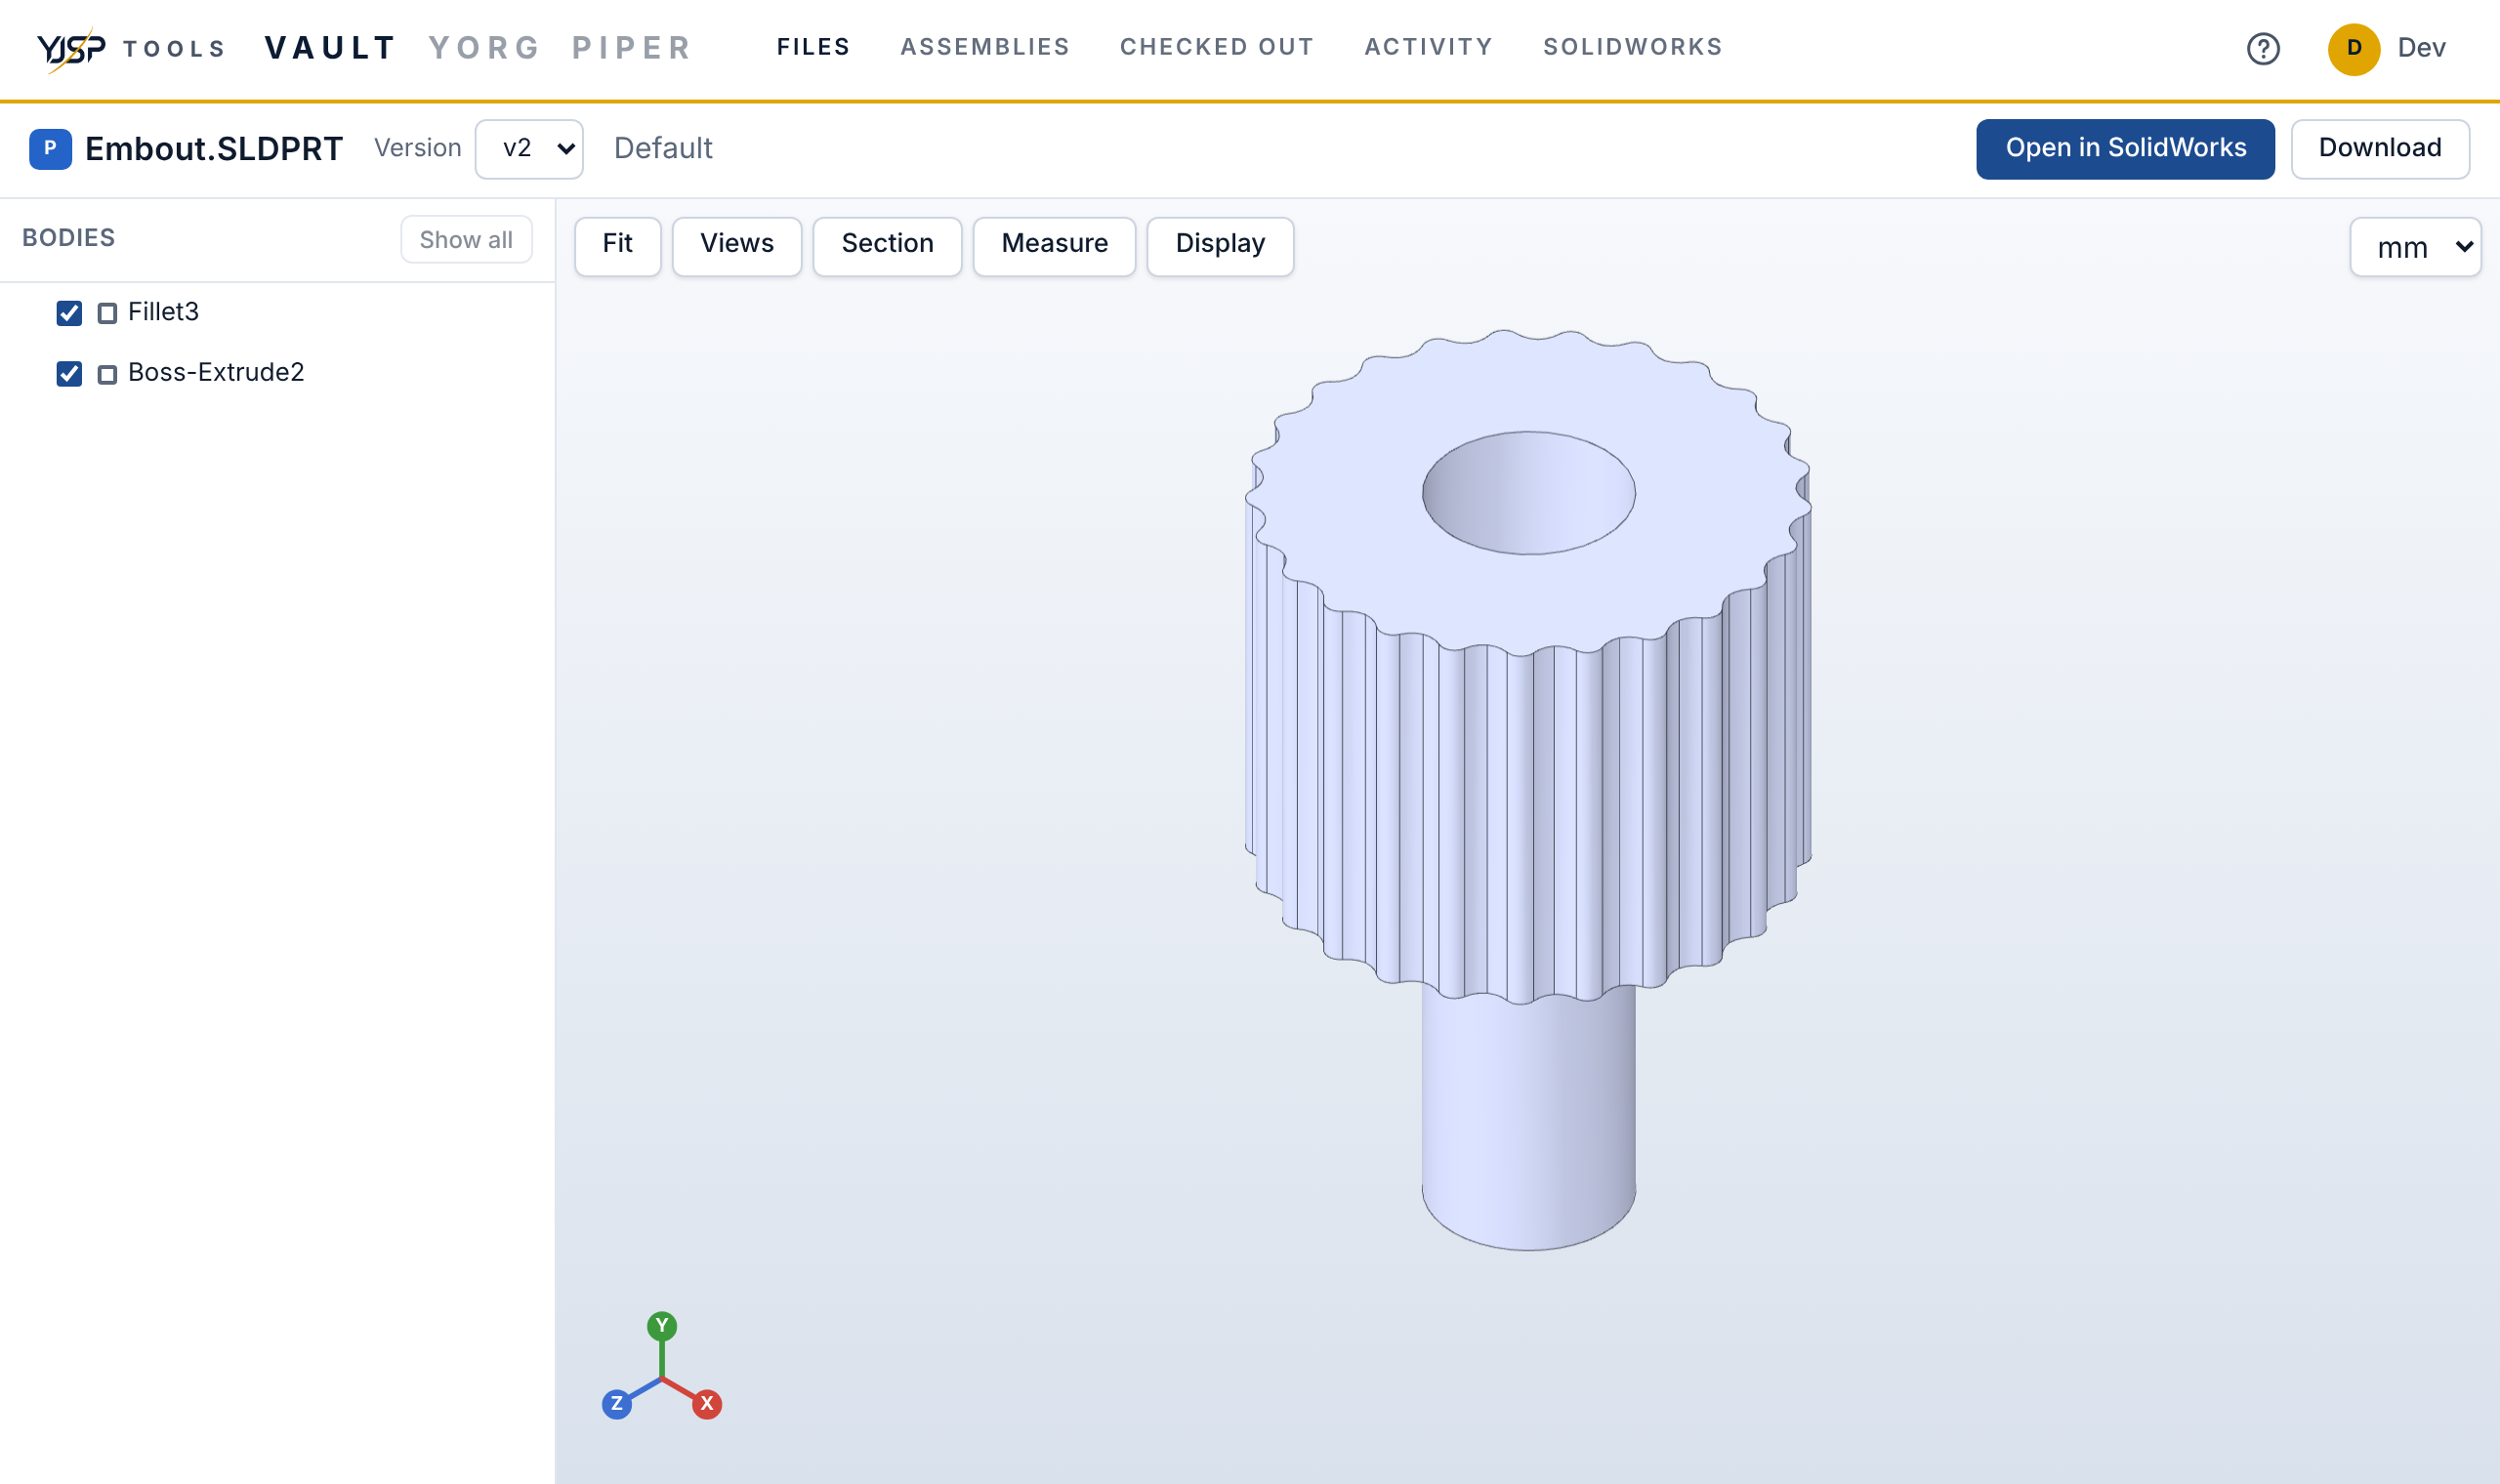 YJSP TOOLS VAULT YORG PIPER FILES ASSEMBLIES CHECKED OUT ACTIVITY SOLIDWORKS ? D Dev
P Embout.SLDPRT Version v2 Default Open in SolidWorks Download
BODIES Show all Fit Views Section Measure Display mm
Fillet3
Boss-Extrude2
Y
Z X